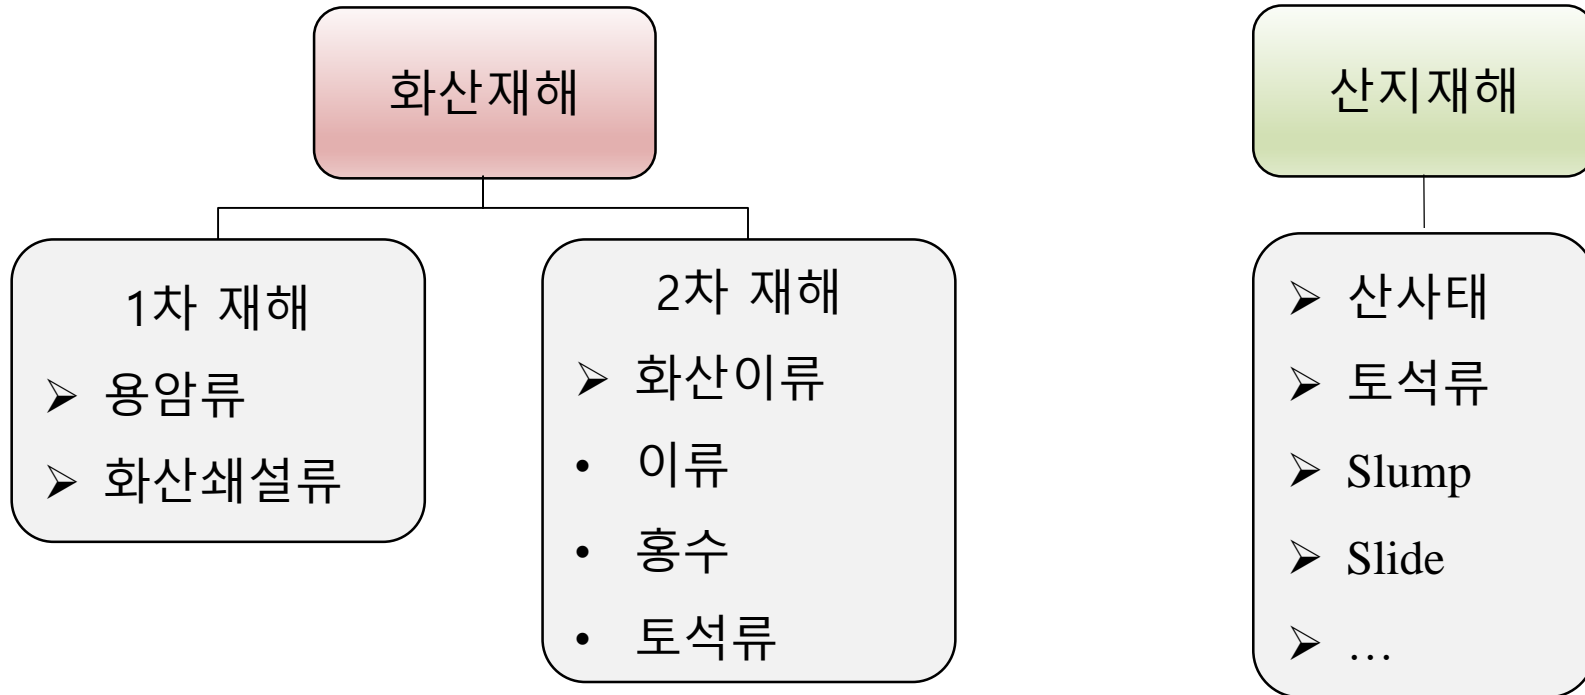 화산재해
1차 재해
➢ 용암류
➢ 화산쇄설류
2차 재해
➢ 화산이류
• 이류
• 홍수
• 토석류
산지재해
➢ 산사태
➢ 토석류
➢ Slump
➢ Slide
➢ …